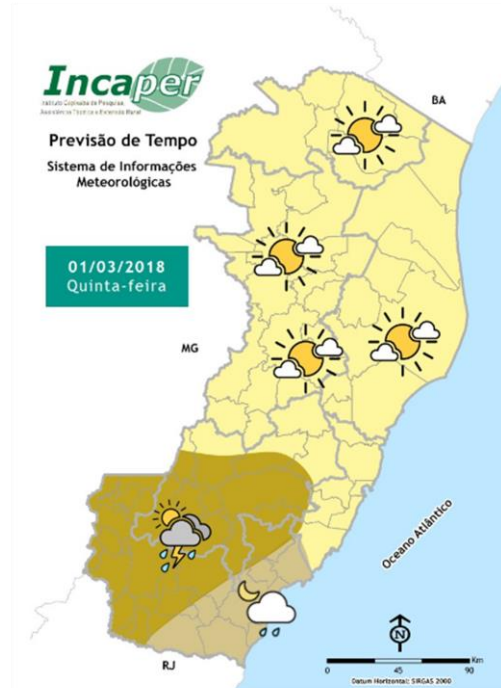 Incaper
Instituto Capixaba de Pesquisa
Assistência Técnica e Extensão Rural
Previsão de Tempo
Sistema de Informações
Meteorológicas
01/03/2018
Quinta-feira
BA
MG
Oceano Atlântico
RJ
N
Km
0 45 90
Datum Horizontal: SIRGAS 2000